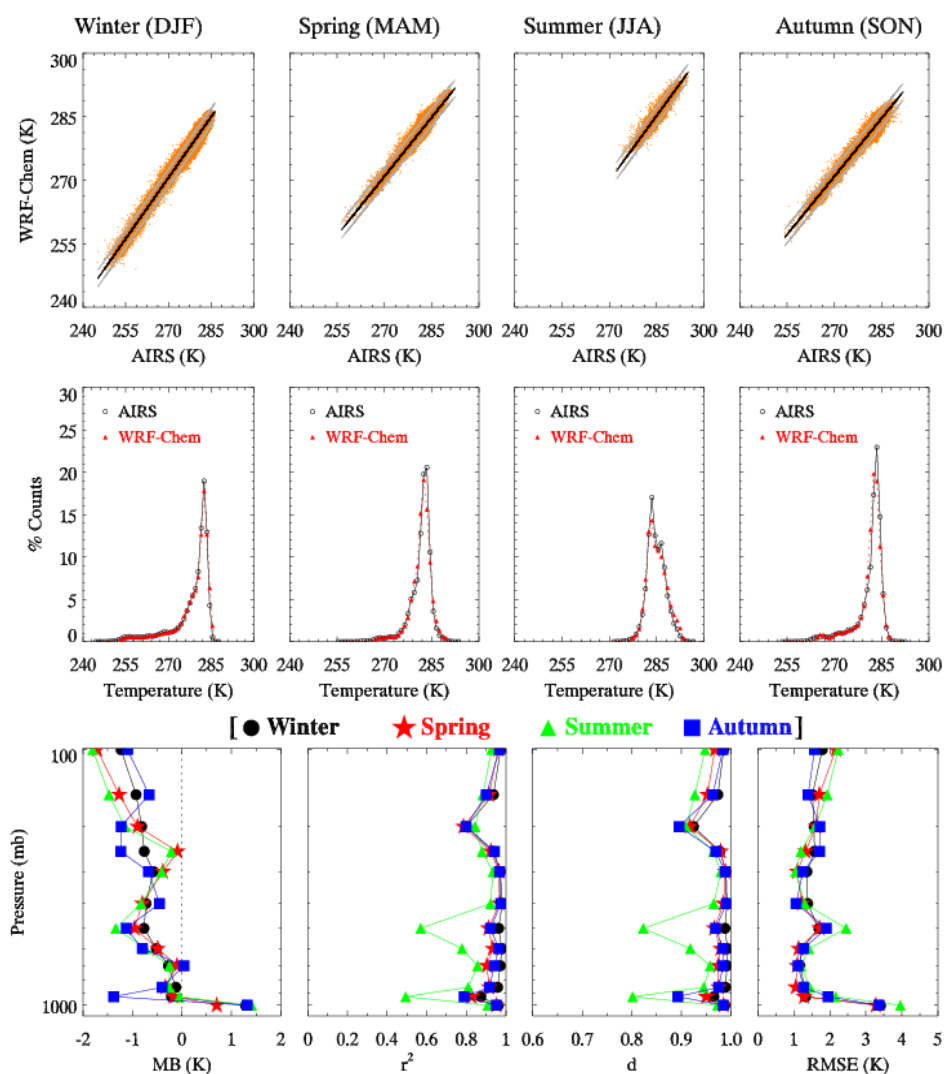 Winter (DJF) Spring (MAM) Summer (JJA) Autumn (SON)
300
285
270
255
240
WRF-Chem (K)
240 255 270 285 300 240 255 270 285 300 240 255 270 285 300 240 255 270 285 300
AIRS (K) AIRS (K) AIRS (K) AIRS (K)
30
25
20
15
10
5
0
% Counts
AIRS AIRS AIRS AIRS
WRF-Chem WRF-Chem WRF-Chem WRF-Chem
240 255 270 285 300 240 255 270 285 300 240 255 270 285 300 240 255 270 285 300
Temperature (K) Temperature (K) Temperature (K) Temperature (K)
[ Winter Spring Summer Autumn ]
100
1000
Pressure (mb)
-2 -1 0 1 2 0 0.2 0.4 0.6 0.8 1 0.6 0.7 0.8 0.9 1.0 0 1 2 3 4 5
MB (K) r² d RMSE (K)